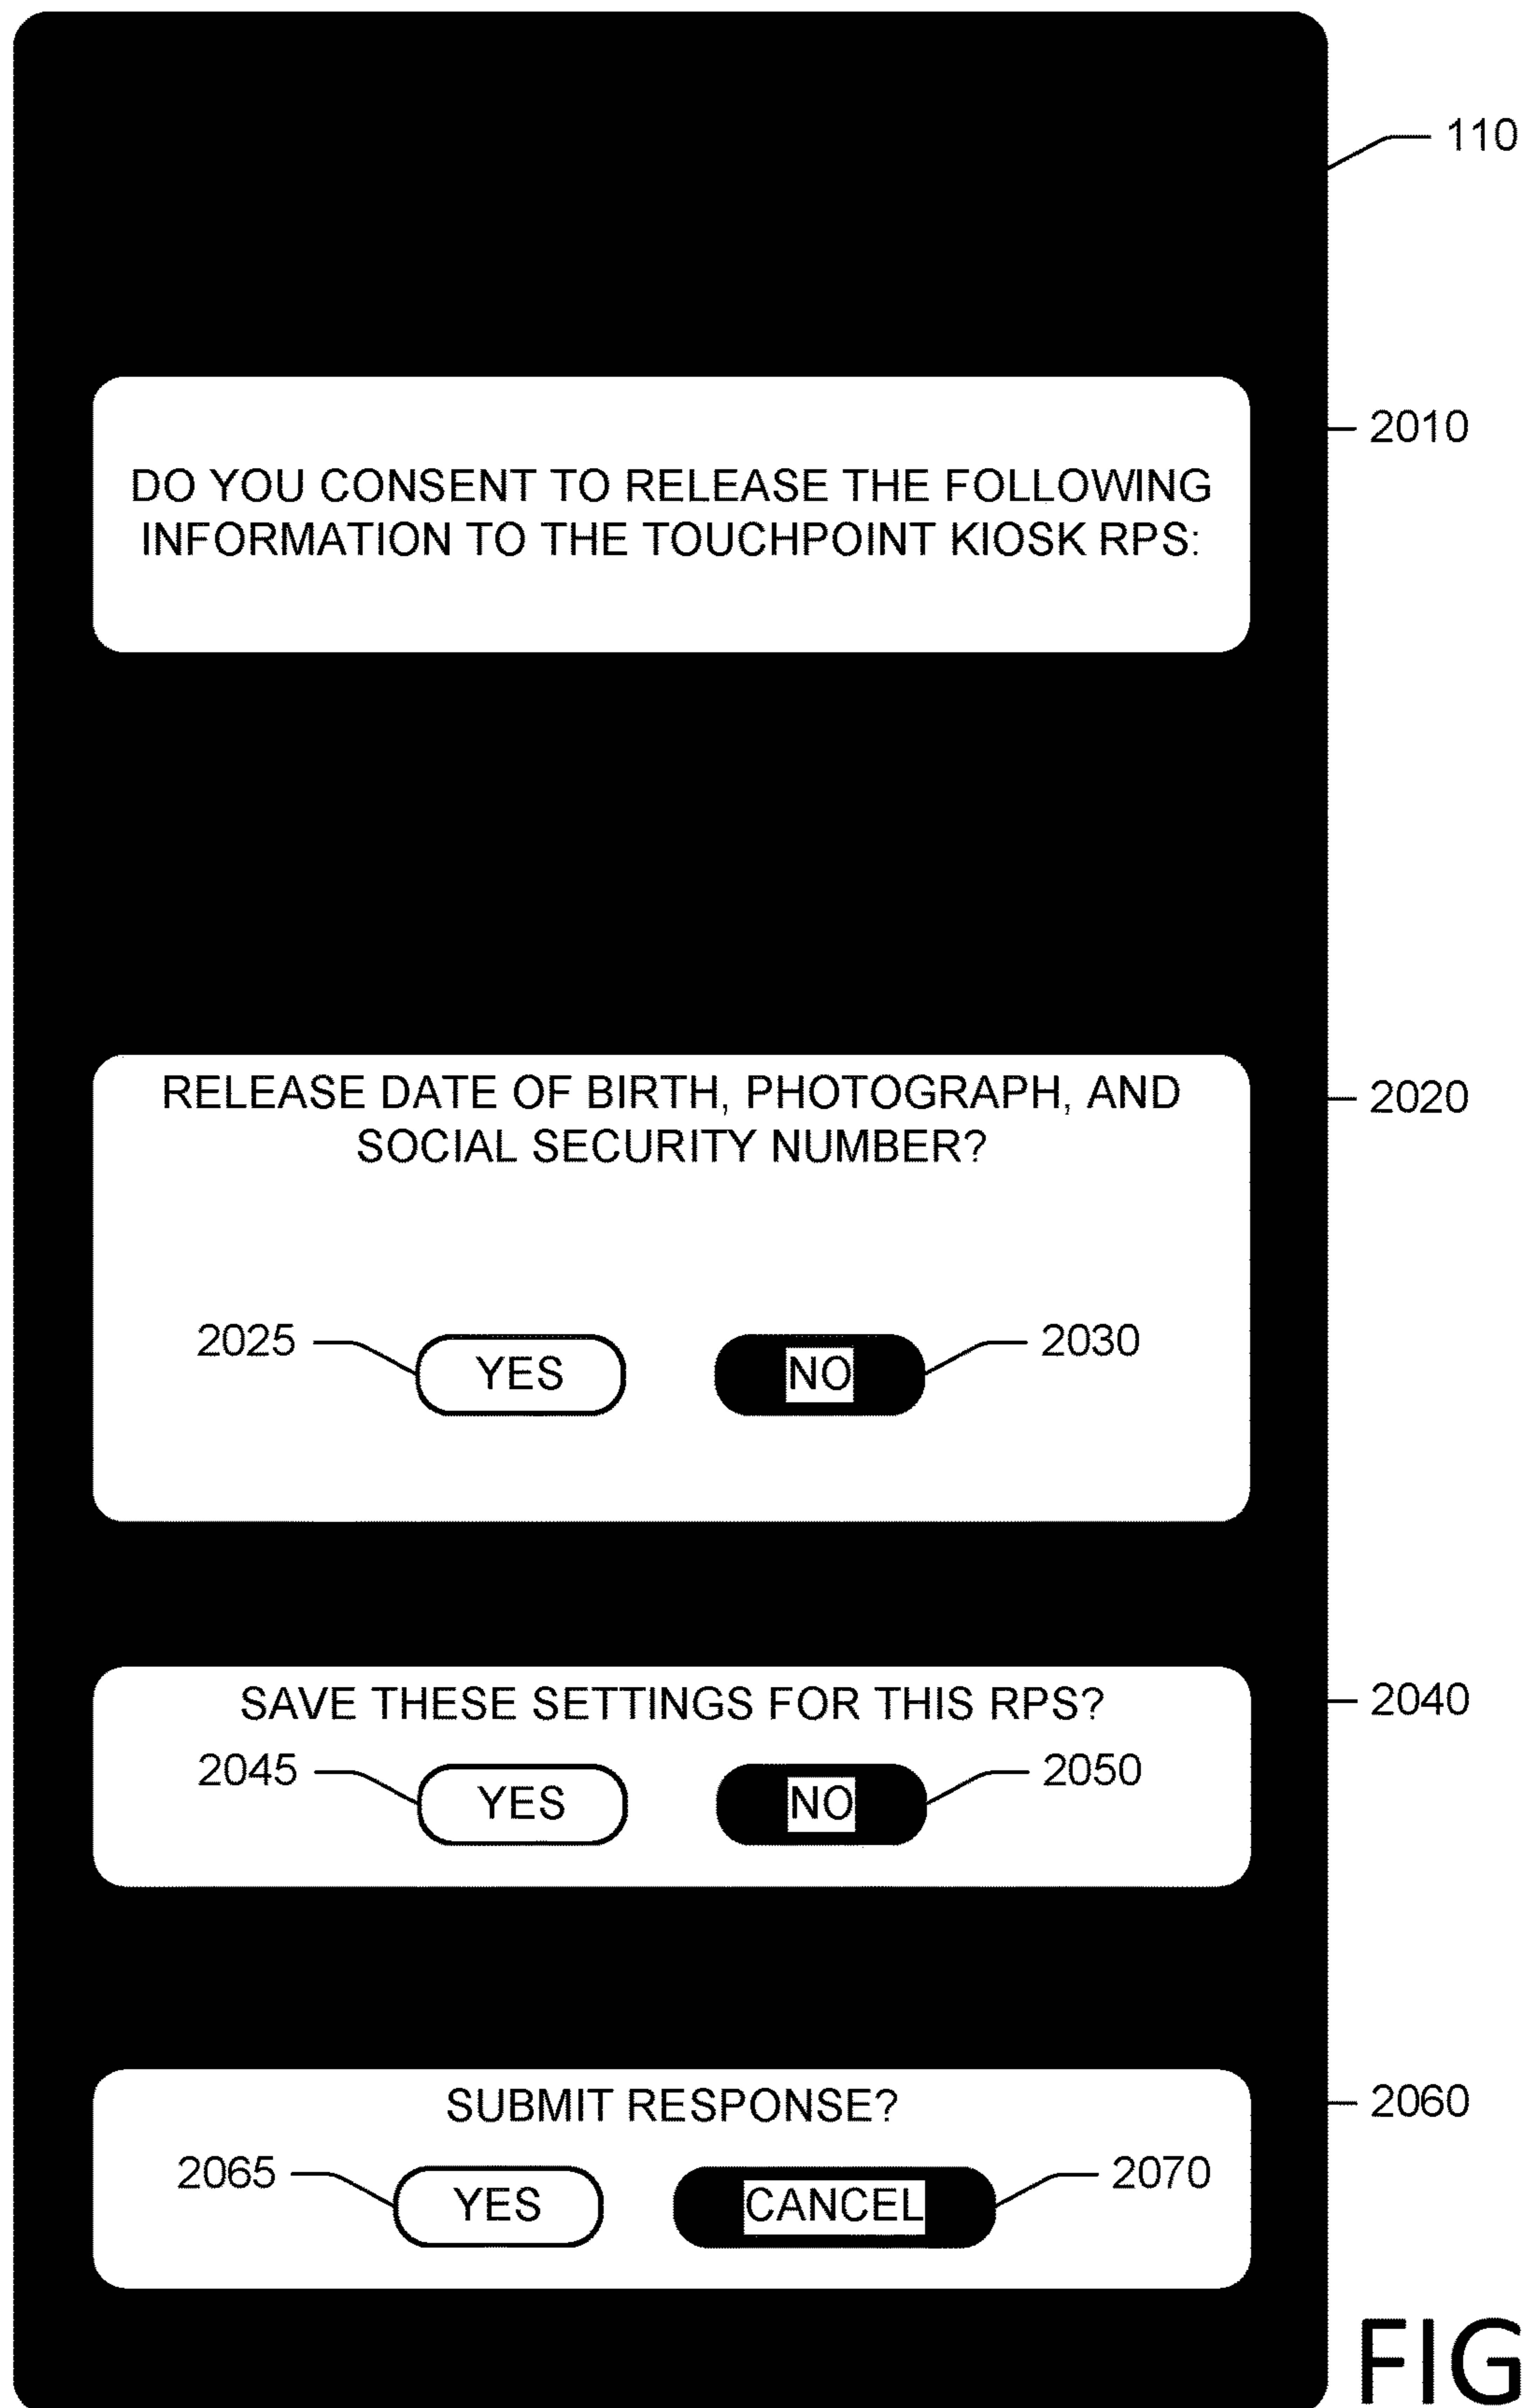 110
2010
DO YOU CONSENT TO RELEASE THE FOLLOWING
INFORMATION TO THE TOUCHPOINT KIOSK RPS:
2020
RELEASE DATE OF BIRTH, PHOTOGRAPH, AND
SOCIAL SECURITY NUMBER?
2025 YES NO 2030
2040
SAVE THESE SETTINGS FOR THIS RPS?
2045 YES NO 2050
2060
SUBMIT RESPONSE?
2065 YES CANCEL 2070
FIG